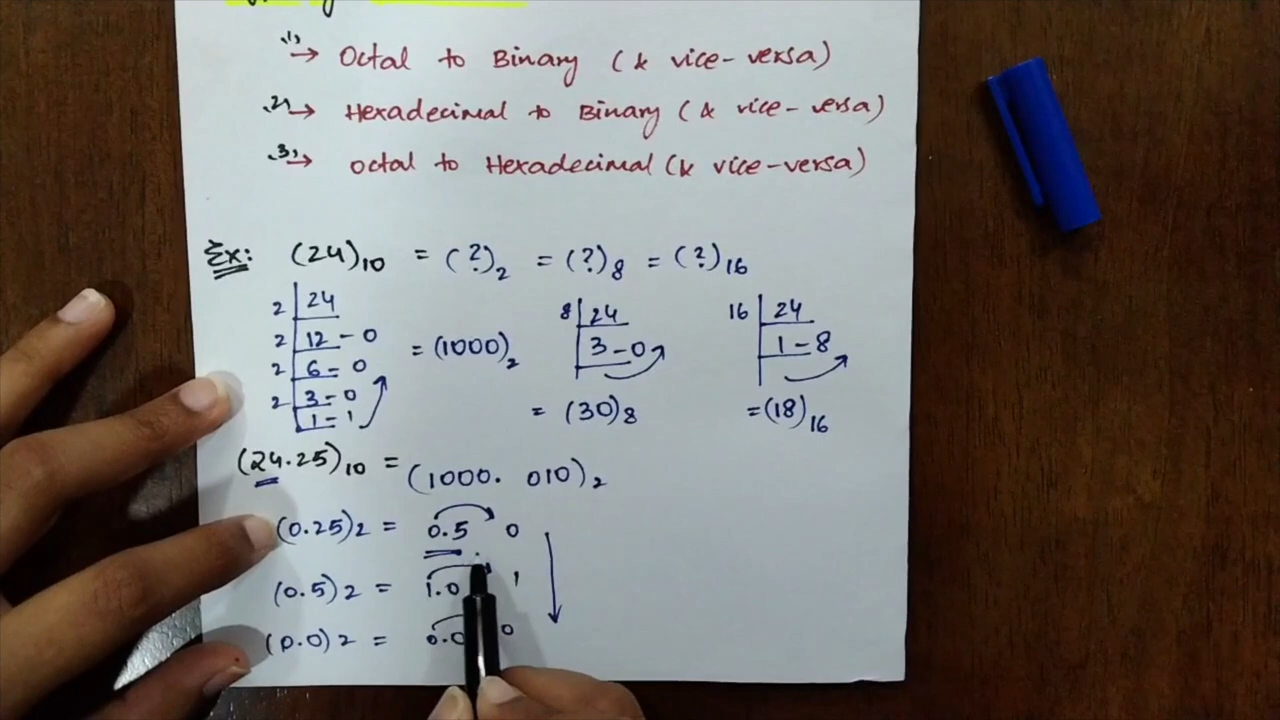 .1) → Octal to Binary (& vice-versa)
.2) → Hexadecimal to Binary (& vice-versa)
.3) → octal to Hexadecimal (& vice-versa)
Ex: (24)10 = (?)2 = (?)8 = (?)16
2 | 24
2 | 12 - 0
2 | 6 - 0
2 | 3 - 0
1 - 1
= (1000)2
8 | 24
3 - 0
= (30)8
16 | 24
1 - 8
= (18)16
(24.25)10 = (1000. 010)2
(0.25)2 = 0.5 0
(0.5)2 = 1.0 1
(0.0)2 = 0.0 0